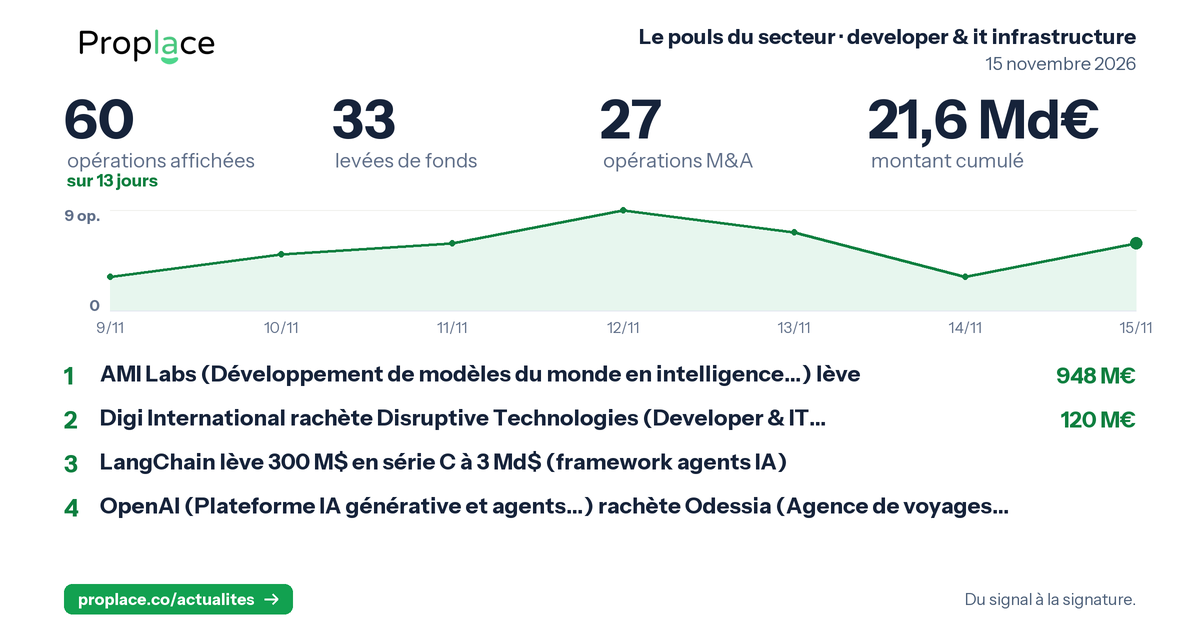 Proplace
Le pouls du secteur · developer & it infrastructure
15 novembre 2026
60
opérations affichées
sur 13 jours
33
levées de fonds
27
opérations M&A
21,6 Md€
montant cumulé
9 op.
0
9/11
10/11
11/11
12/11
13/11
14/11
15/11
1 AMI Labs (Développement de modèles du monde en intelligence...) lève 948 M€
2 Digi International rachète Disruptive Technologies (Developer & IT... 120 M€
3 LangChain lève 300 M$ en série C à 3 Md$ (framework agents IA)
4 OpenAI (Plateforme IA générative et agents...) rachète Odessia (Agence de voyages...
proplace.co/actualites →
Du signal à la signature.